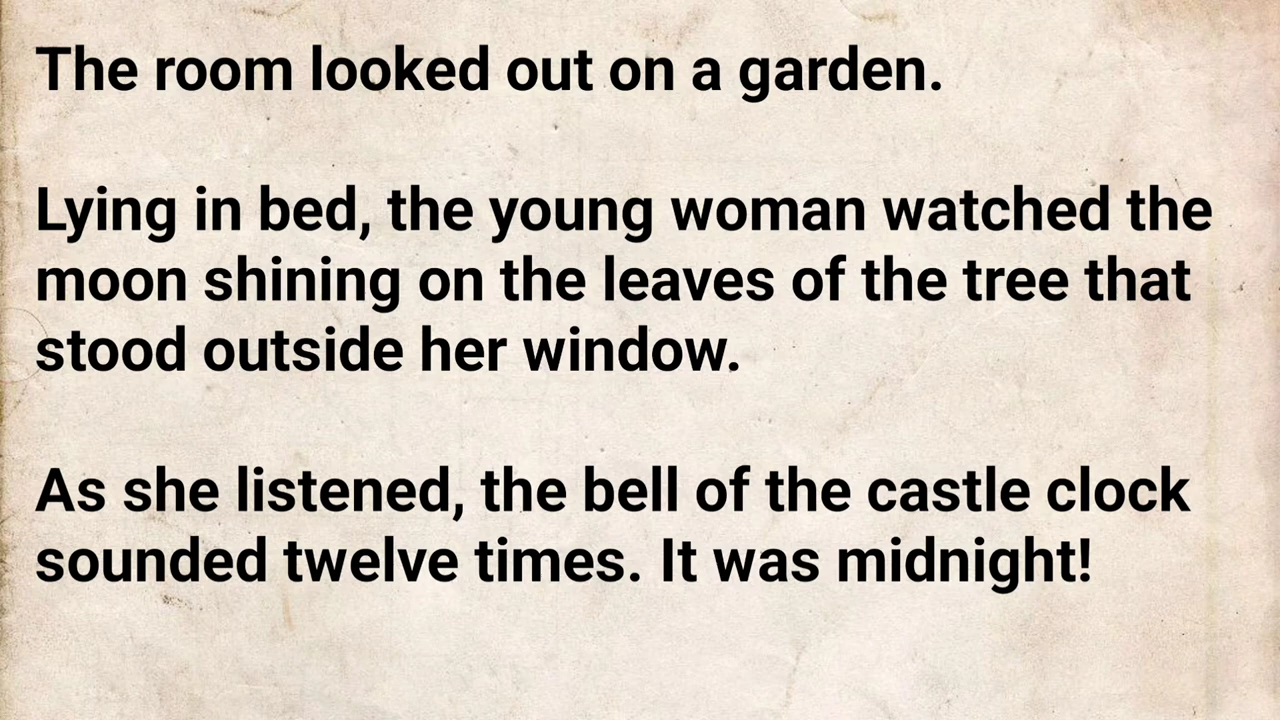 The room looked out on a garden.
Lying in bed, the young woman watched the
moon shining on the leaves of the tree that
stood outside her window.
As she listened, the bell of the castle clock
sounded twelve times. It was midnight!